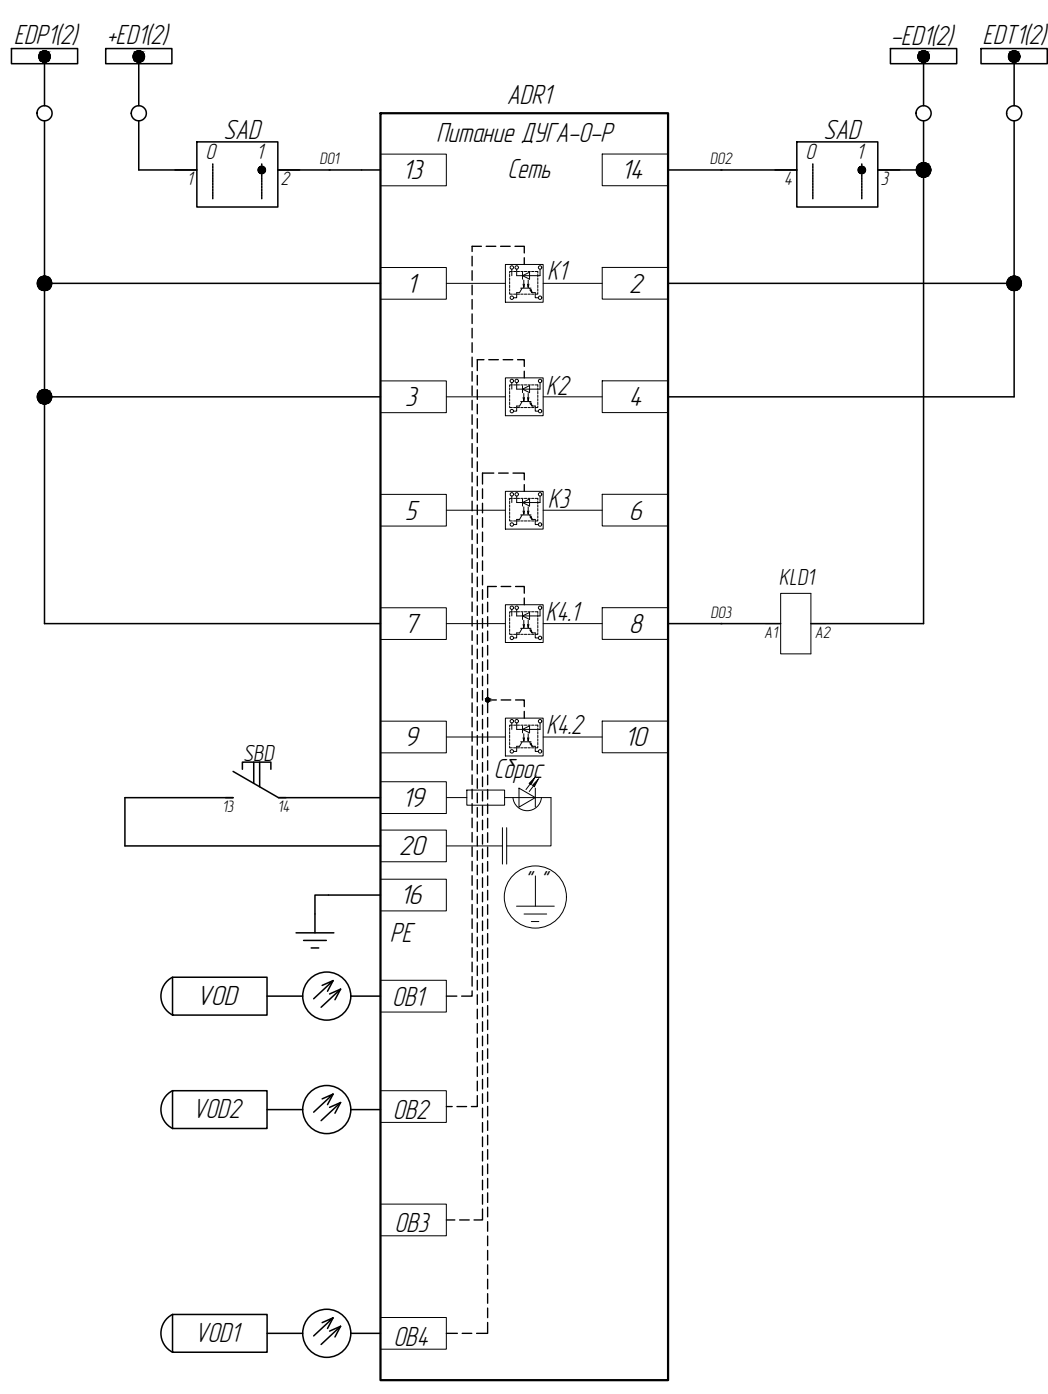 EDP1(2) +ED1(2) -ED1(2) EDT1(2)
ADR1
Питание ДУГА-О-Р
SAD SAD
0 1 0 1
1 2 D01 13 Сеть 14 D02 4 3
1 K1 2
3 K2 4
5 K3 6
KLD1
7 K4.1 8 D03 A1 A2
9 K4.2 10
SBD
Сброс
13 14 19
20
" "
16
PE
VOD OB1
VOD2 OB2
OB3
VOD1 OB4